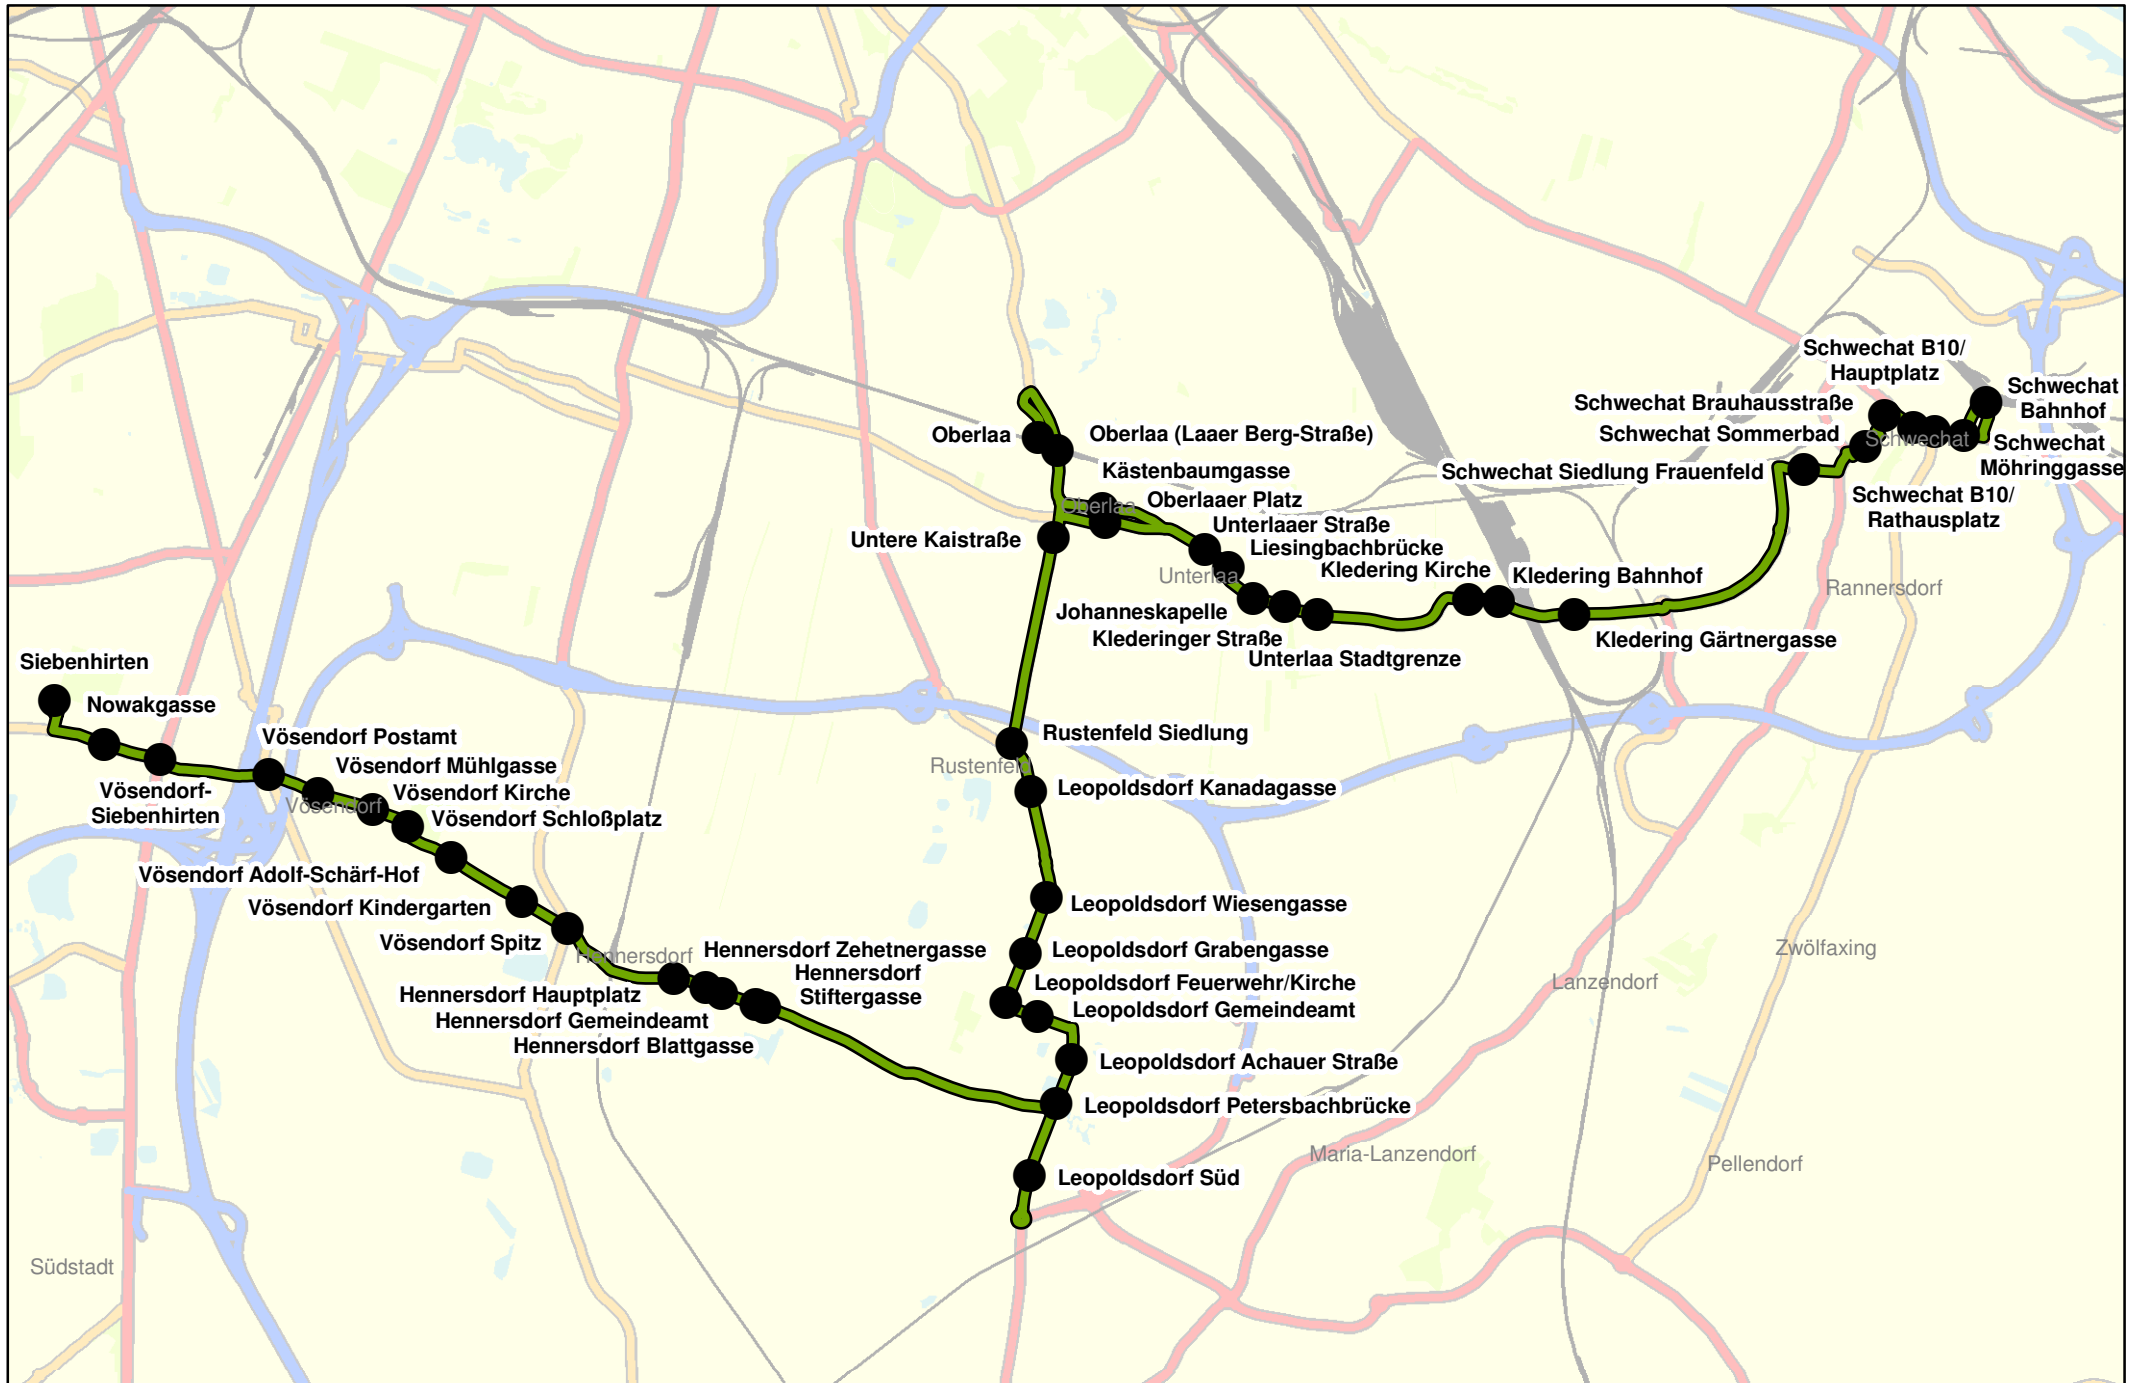 Schwechat B10/
Hauptplatz
Schwechat
Bahnhof
Schwechat Brauhausstraße
Schwechat Sommerbad
Schwechat
Schwechat
Möhringgasse
Oberlaa
Oberlaa (Laaer Berg-Straße)
Kästenbaumgasse
Schwechat Siedlung Frauenfeld
Schwechat B10/
Rathausplatz
Oberlaa
Oberlaaer Platz
Unterlaaer Straße
Untere Kaistraße
Liesingbachbrücke
Kledering Kirche
Kledering Bahnhof
Unterlaa
Rannersdorf
Johanneskapelle
Klederinger Straße
Unterlaa Stadtgrenze
Kledering Gärtnergasse
Siebenhirten
Nowakgasse
Vösendorf Postamt
Rustenfeld Siedlung
Vösendorf Mühlgasse
Rustenfeld
Vösendorf-
Siebenhirten
Vösendorf Kirche
Leopoldsdorf Kanadagasse
Vösendorf
Vösendorf Schloßplatz
Vösendorf Adolf-Schärf-Hof
Vösendorf Kindergarten
Leopoldsdorf Wiesengasse
Vösendorf Spitz
Hennersdorf
Hennersdorf Zehetnergasse
Leopoldsdorf Grabengasse
Zwölfaxing
Hennersdorf
Stiftergasse
Leopoldsdorf Feuerwehr/Kirche
Lanzendorf
Hennersdorf Hauptplatz
Leopoldsdorf Gemeindeamt
Hennersdorf Gemeindeamt
Hennersdorf Blattgasse
Leopoldsdorf Achauer Straße
Leopoldsdorf Petersbachbrücke
Maria-Lanzendorf
Pellendorf
Leopoldsdorf Süd
Südstadt